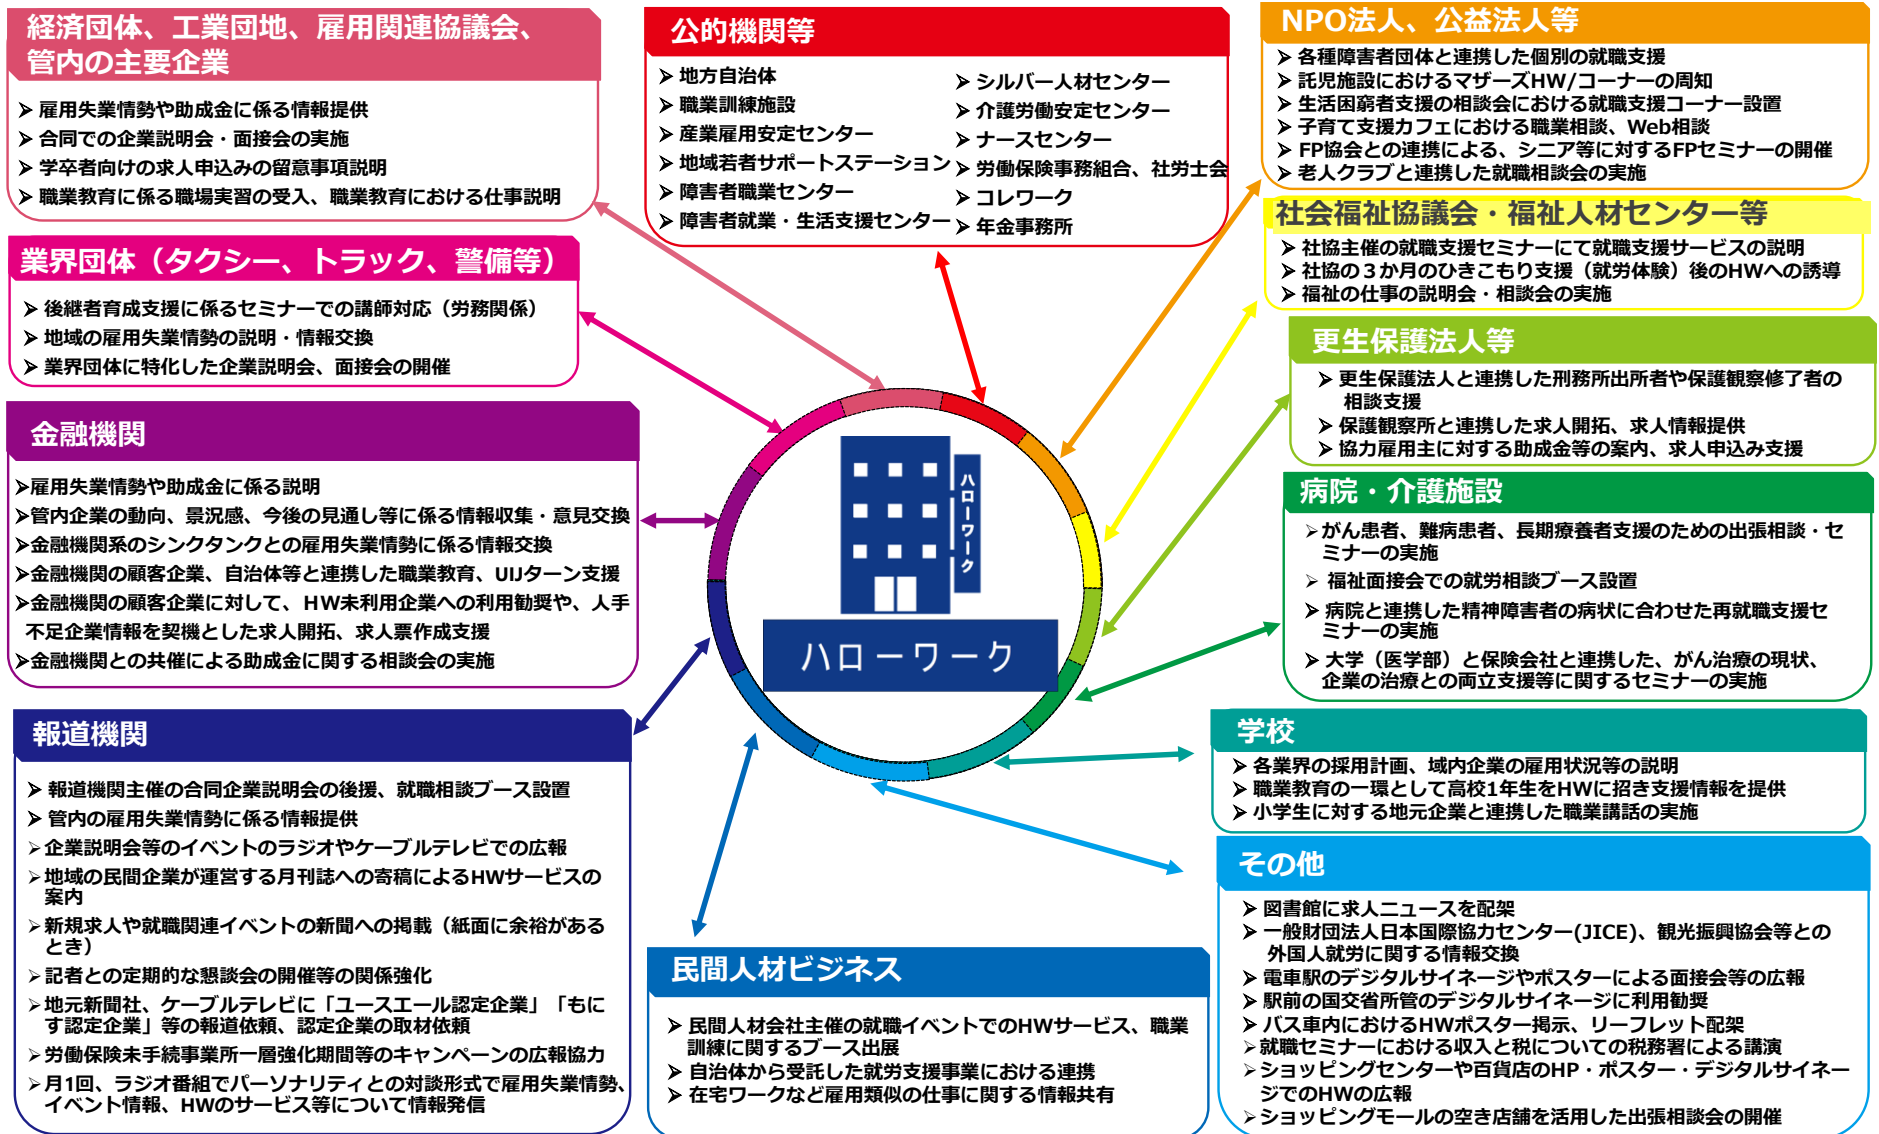 経済団体、工業団地、雇用関連協議会、
管内の主要企業
➢ 雇用失業情勢や助成金に係る情報提供
➢ 合同での企業説明会・面接会の実施
➢ 学卒者向けの求人申込みの留意事項説明
➢ 職業教育に係る職場実習の受入、職業教育における仕事説明
業界団体（タクシー、トラック、警備等）
➢ 後継者育成支援に係るセミナーでの講師対応（労務関係）
➢ 地域の雇用失業情勢の説明・情報交換
➢ 業界団体に特化した企業説明会、面接会の開催
金融機関
➢雇用失業情勢や助成金に係る説明
➢管内企業の動向、景況感、今後の見通し等に係る情報収集・意見交換
➢金融機関系のシンクタンクとの雇用失業情勢に係る情報交換
➢金融機関の顧客企業、自治体等と連携した職業教育、UIJターン支援
➢金融機関の顧客企業に対して、HW未利用企業への利用勧奨や、人手
不足企業情報を契機とした求人開拓、求人票作成支援
➢金融機関との共催による助成金に関する相談会の実施
報道機関
➢ 報道機関主催の合同企業説明会の後援、就職相談ブース設置
➢ 管内の雇用失業情勢に係る情報提供
➢企業説明会等のイベントのラジオやケーブルテレビでの広報
➢地域の民間企業が運営する月刊誌への寄稿によるHWサービスの
案内
➢新規求人や就職関連イベントの新聞への掲載（紙面に余裕がある
とき）
➢記者との定期的な懇談会の開催等の関係強化
➢地元新聞社、ケーブルテレビに「ユースエール認定企業」「もに
す認定企業」等の報道依頼、認定企業の取材依頼
➢労働保険未手続事業所一層強化期間等のキャンペーンの広報協力
➢月1回、ラジオ番組でパーソナリティとの対談形式で雇用失業情勢、
イベント情報、HWのサービス等について情報発信
公的機関等
➢ 地方自治体
➢ 職業訓練施設
➢ 産業雇用安定センター
➢ 地域若者サポートステーション
➢ 障害者職業センター
➢ 障害者就業・生活支援センター
➢ シルバー人材センター
➢ 介護労働安定センター
➢ ナースセンター
➢ 労働保険事務組合、社労士会
➢ コレワーク
➢ 年金事務所
ハローワーク
ハローワーク
民間人材ビジネス
➢ 民間人材会社主催の就職イベントでのHWサービス、職業
訓練に関するブース出展
➢ 自治体から受託した就労支援事業における連携
➢ 在宅ワークなど雇用類似の仕事に関する情報共有
NPO法人、公益法人等
➢ 各種障害者団体と連携した個別の就職支援
➢ 託児施設におけるマザーズHW/コーナーの周知
➢ 生活困窮者支援の相談会における就職支援コーナー設置
➢ 子育て支援カフェにおける職業相談、Web相談
➢ FP協会との連携による、シニア等に対するFPセミナーの開催
➢ 老人クラブと連携した就職相談会の実施
社会福祉協議会・福祉人材センター等
➢ 社協主催の就職支援セミナーにて就職支援サービスの説明
➢ 社協の３か月のひきこもり支援（就労体験）後のHWへの誘導
➢ 福祉の仕事の説明会・相談会の実施
更生保護法人等
➢ 更生保護法人と連携した刑務所出所者や保護観察修了者の
相談支援
➢ 保護観察所と連携した求人開拓、求人情報提供
➢ 協力雇用主に対する助成金等の案内、求人申込み支援
病院・介護施設
➢がん患者、難病患者、長期療養者支援のための出張相談・セ
ミナーの実施
➢ 福祉面接会での就労相談ブース設置
➢ 病院と連携した精神障害者の病状に合わせた再就職支援セ
ミナーの実施
➢ 大学（医学部）と保険会社と連携した、がん治療の現状、
企業の治療との両立支援等に関するセミナーの実施
学校
➢ 各業界の採用計画、域内企業の雇用状況等の説明
➢ 職業教育の一環として高校1年生をHWに招き支援情報を提供
➢ 小学生に対する地元企業と連携した職業講話の実施
その他
➢ 図書館に求人ニュースを配架
➢ 一般財団法人日本国際協力センター(JICE)、観光振興協会等との
外国人就労に関する情報交換
➢ 電車駅のデジタルサイネージやポスターによる面接会等の広報
➢ 駅前の国交省所管のデジタルサイネージに利用勧奨
➢ バス車内におけるHWポスター掲示、リーフレット配架
➢就職セミナーにおける収入と税についての税務署による講演
➢ショッピングセンターや百貨店のHP・ポスター・デジタルサイネー
ジでのHWの広報
➢ショッピングモールの空き店舗を活用した出張相談会の開催